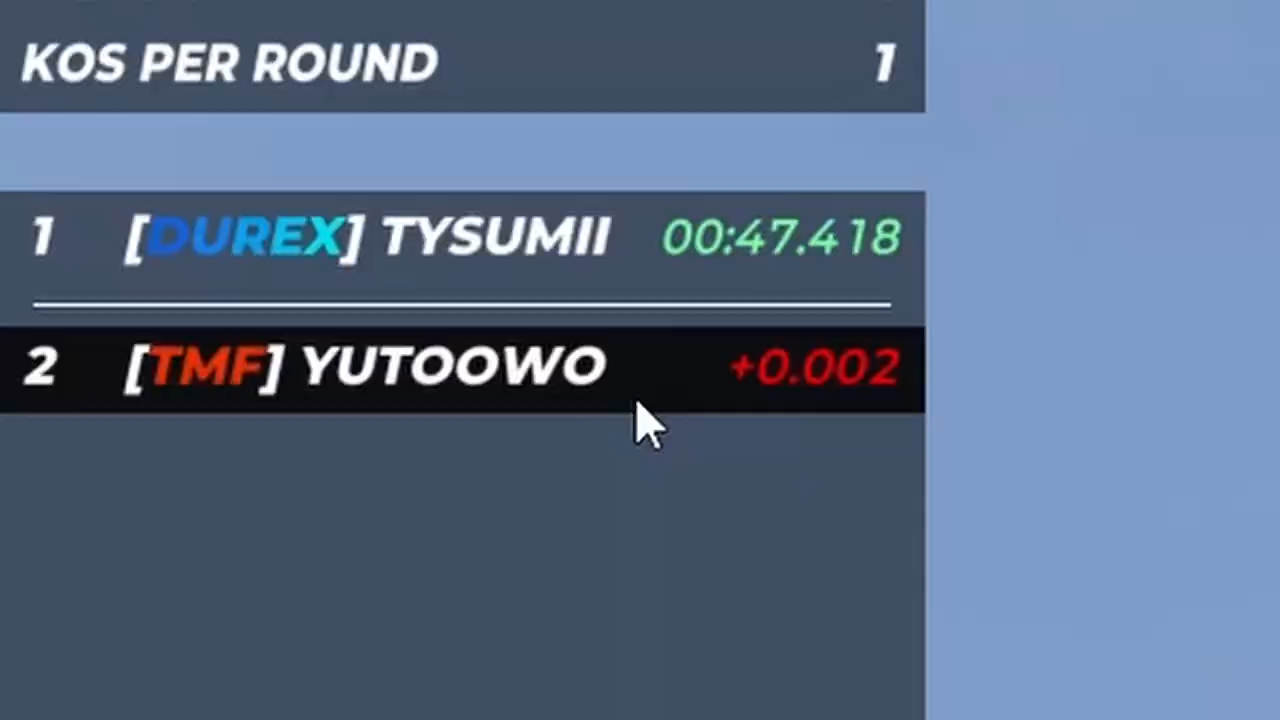 KOS PER ROUND 1
1 [DUREX] TYSUMII 00:47.418
2 [TMF] YUTOOWO +0.002